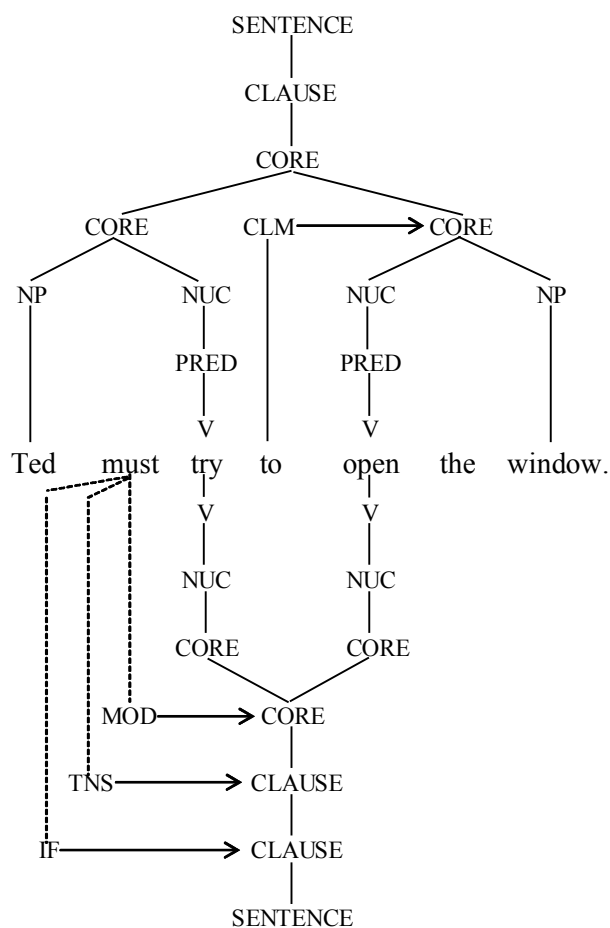 SENTENCE
CLAUSE
CORE
CORE CLM CORE
NP NUC NUC NP
PRED PRED
V V
Ted must try to open the window.
V V
NUC NUC
CORE CORE
MOD CORE
TNS CLAUSE
IF CLAUSE
SENTENCE